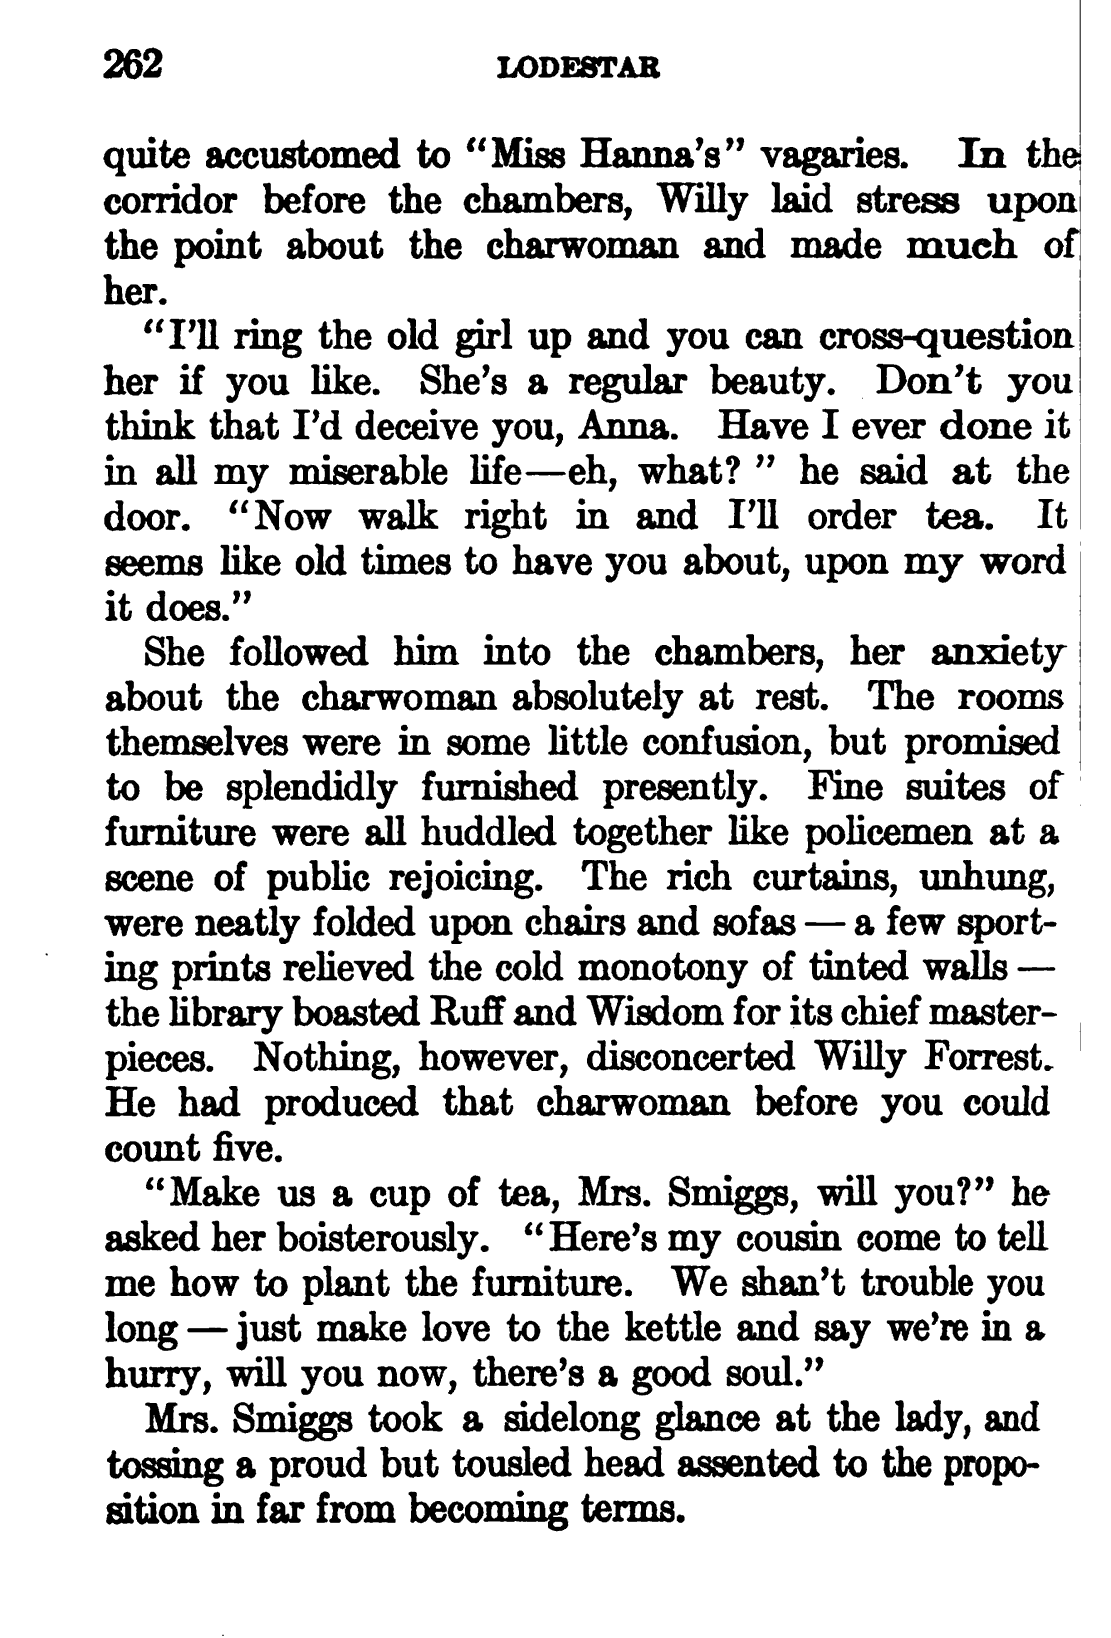 262 LODESTAR
quite accustomed to “Miss Hanna’s” vagaries. In the
corridor before the chambers, Willy laid stress upon
the point about the charwoman and made much of
her.
“I’ll ring the old girl up and you can cross-question
her if you like. She’s a regular beauty. Don’t you
think that I’d deceive you, Anna. Have I ever done it
in all my miserable life—eh, what? ” he said at the
door. “Now walk right in and I’ll order tea. It
seems like old times to have you about, upon my word
it does.”
She followed him into the chambers, her anxiety
about the charwoman absolutely at rest. The rooms
themselves were in some little confusion, but promised
to be splendidly furnished presently. Fine suites of
furniture were all huddled together like policemen at a
scene of public rejoicing. The rich curtains, unhung,
were neatly folded upon chairs and sofas — a few sport-
ing prints relieved the cold monotony of tinted walls —
the library boasted Ruff and Wisdom for its chief master-
pieces. Nothing, however, disconcerted Willy Forrest.
He had produced that charwoman before you could
count five.
“Make us a cup of tea, Mrs. Smiggs, will you?” he
asked her boisterously. “Here’s my cousin come to tell
me how to plant the furniture. We shan’t trouble you
long — just make love to the kettle and say we’re in a
hurry, will you now, there’s a good soul.”
Mrs. Smiggs took a sidelong glance at the lady, and
tossing a proud but tousled head assented to the propo-
sition in far from becoming terms.